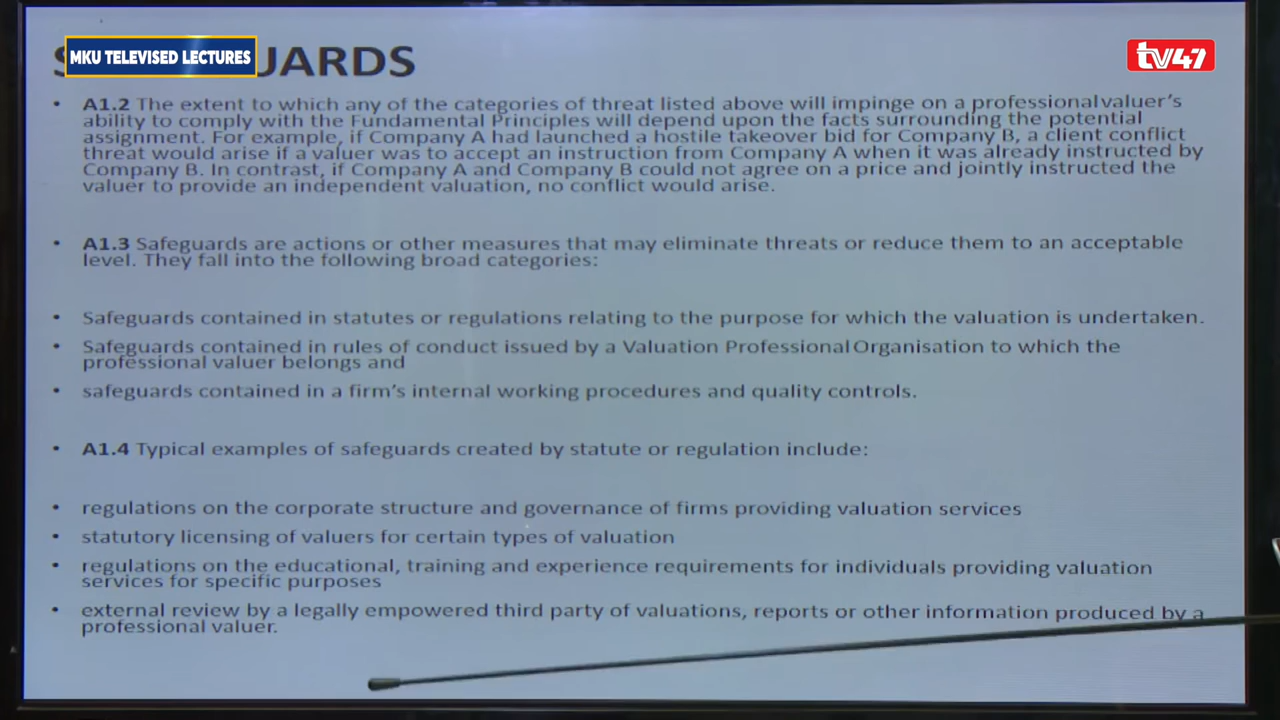 MKU TELEVISED LECTURES
UARDS
tv47
• A1.2 The extent to which any of the categories of threat listed above will impinge on a professional valuer's
ability to comply with the Fundamental Principles will depend upon the facts surrounding the potential
assignment. For example, if Company A had launched a hostile takeover bid for Company B, a client conflict
threat would arise if a valuer was to accept an instruction from Company A when it was already instructed by
Company B. In contrast, if Company A and Company B could not agree on a price and jointly instructed the
valuer to provide an independent valuation, no conflict would arise.
• A1.3 Safeguards are actions or other measures that may eliminate threats or reduce them to an acceptable
level. They fall into the following broad categories:
• Safeguards contained in statutes or regulations relating to the purpose for which the valuation is undertaken.
• Safeguards contained in rules of conduct issued by a Valuation Professional Organisation to which the
professional valuer belongs and
• safeguards contained in a firm's internal working procedures and quality controls.
• A1.4 Typical examples of safeguards created by statute or regulation include:
• regulations on the corporate structure and governance of firms providing valuation services
• statutory licensing of valuers for certain types of valuation
• regulations on the educational, training and experience requirements for individuals providing valuation
services for specific purposes
• external review by a legally empowered third party of valuations, reports or other information produced by a
professional valuer.